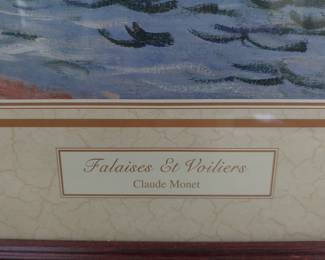 Falaises Et Voiliers
Claude Monet